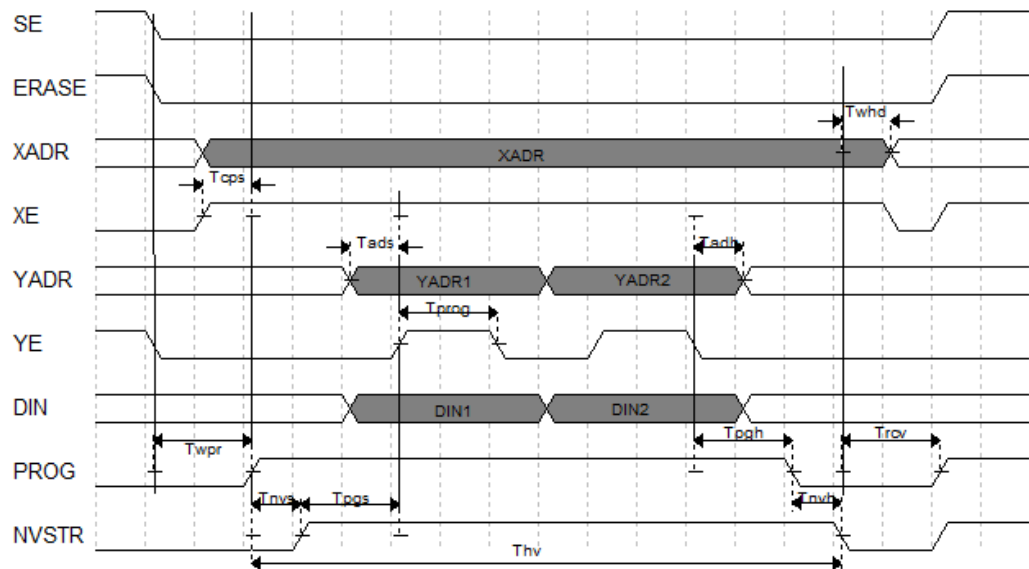 SE
ERASE
Twhd
XADR
XADR
Tcps
XE
Tads
Tadh
YADR
YADR1
YADR2
Tprog
YE
DIN
DIN1
DIN2
Twpr
Tpgh
Trcv
PROG
Tnvs
Tpgs
Tnvh
NVSTR
Thv